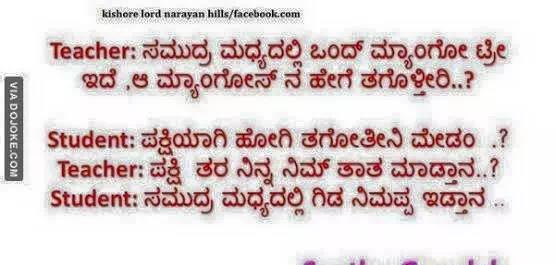 kishore lord narayan hills/facebook.com
Teacher: ಸಮುದ್ರ ಮಧ್ಯದಲ್ಲಿ ಒಂದ್ ಮ್ಯಾಂಗೋ ಟ್ರೀ
ಇದೆ ,ಆ ಮ್ಯಾಂಗೋಸ್ ನ ಹೇಗೆ ತಗೊಳ್ತೀರಿ..?
Student: ಪಕ್ಷಿಯಾಗಿ ಹೋಗಿ ತಗೋತೀನಿ ಮೇಡಂ .?
Teacher: ಪಕ್ಷಿ ತರ ನಿನ್ನ ನಿಮ್ ತಾತ ಮಾಡ್ತಾನ..?
Student: ಸಮುದ್ರ ಮಧ್ಯದಲ್ಲಿ ಗಿಡ ನಿಮಪ್ಪ ಇಡ್ತಾನ ..
VIA DOJOKE.COM